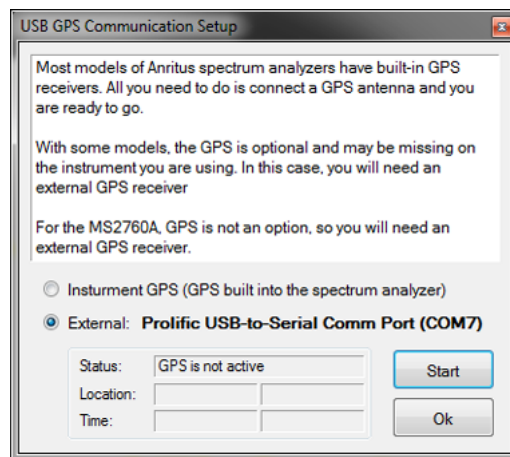 USB GPS Communication Setup
Most models of Anritus spectrum analyzers have built-in GPS
receivers. All you need to do is connect a GPS antenna and you
are ready to go.
With some models, the GPS is optional and may be missing on
the instrument you are using. In this case, you will need an
external GPS receiver
For the MS2760A, GPS is not an option, so you will need an
external GPS receiver.
Insturment GPS (GPS built into the spectrum analyzer)
External: Prolific USB-to-Serial Comm Port (COM7)
Status: GPS is not active
Start
Location:
Time:
Ok